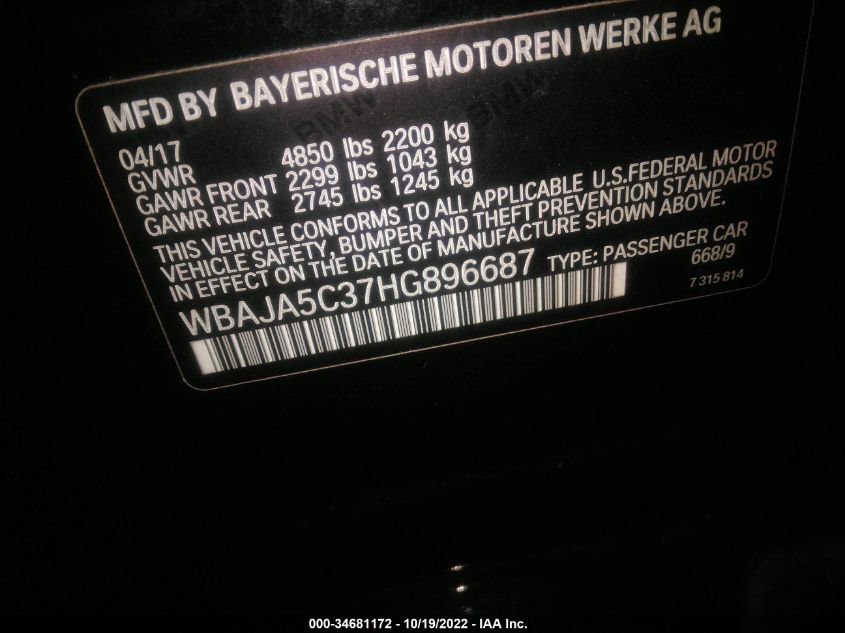 MFD BY BAYERISCHE MOTOREN WERKE AG
04/17
GVWR 4850 lbs 2200 kg
GAWR FRONT 2299 lbs 1043 kg
GAWR REAR 2745 lbs 1245 kg
THIS VEHICLE CONFORMS TO ALL APPLICABLE U.S.FEDERAL MOTOR
VEHICLE SAFETY, BUMPER AND THEFT PREVENTION STANDARDS
IN EFFECT ON THE DATE OF MANUFACTURE SHOWN ABOVE.
WBAJA5C37HG896687 TYPE: PASSENGER CAR
668/9
7 315 814
BMW BMW
000-34681172 - 10/19/2022 - IAA Inc.